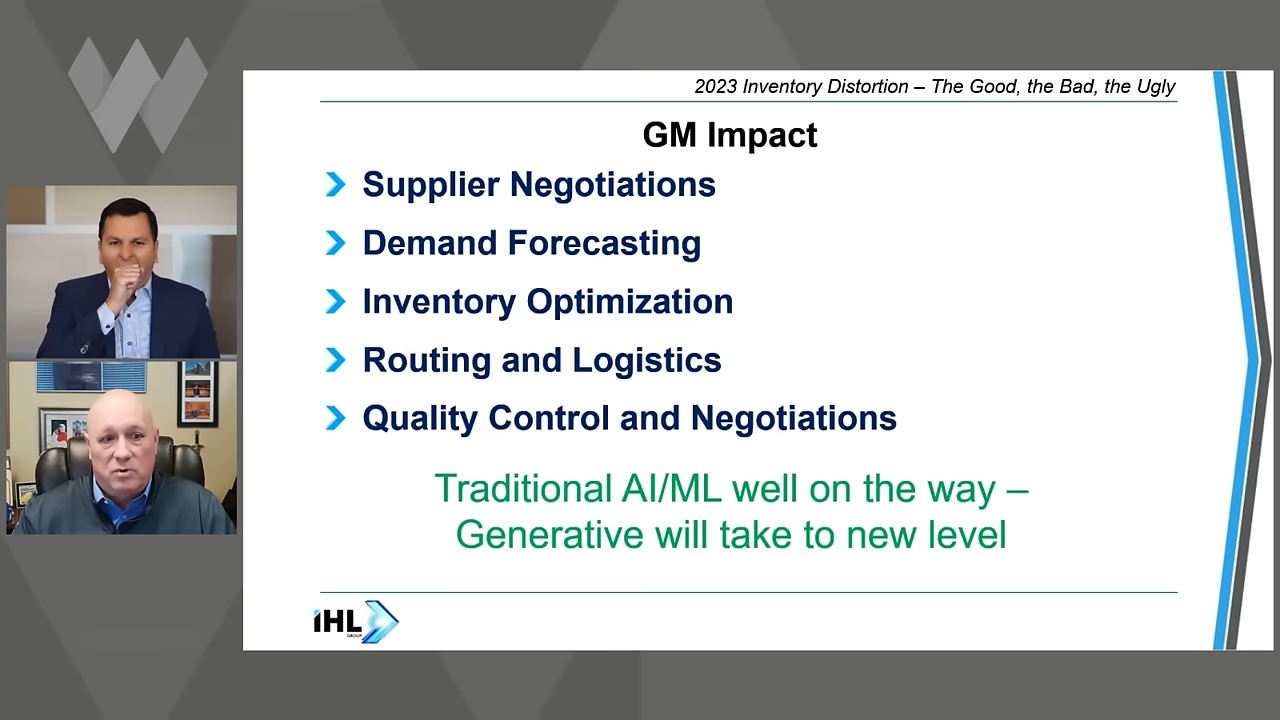 2023 Inventory Distortion – The Good, the Bad, the Ugly
GM Impact
Supplier Negotiations
Demand Forecasting
Inventory Optimization
Routing and Logistics
Quality Control and Negotiations
Traditional AI/ML well on the way –
Generative will take to new level
IHL
GROUP